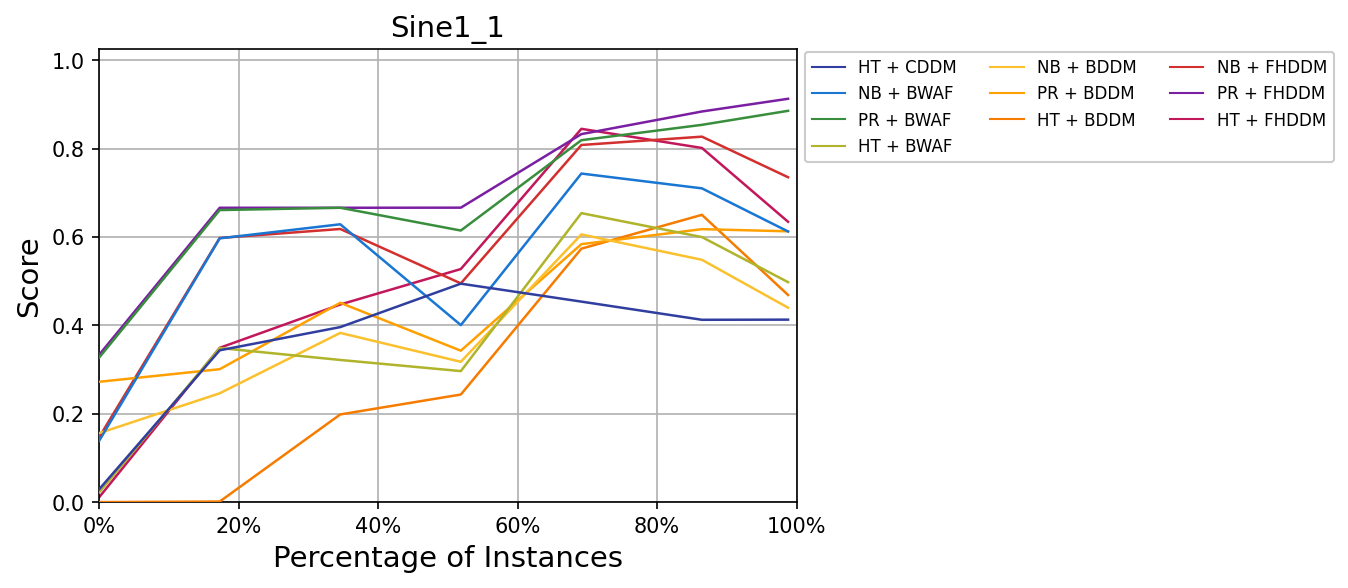 Sine1_1
Score
1.0
0.8
0.6
0.4
0.2
0.0
0% 20% 40% 60% 80% 100%
Percentage of Instances
HT + CDDM NB + BDDM NB + FHDDM
NB + BWAF PR + BDDM PR + FHDDM
PR + BWAF HT + BDDM HT + FHDDM
HT + BWAF